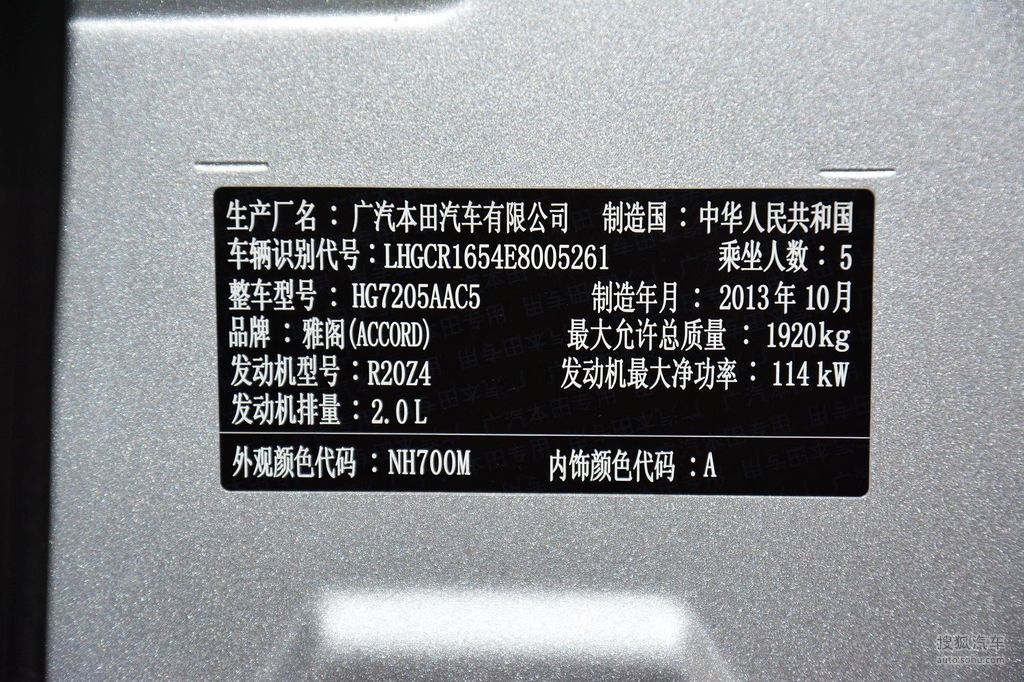 生产厂名：广汽本田汽车有限公司 制造国：中华人民共和国
车辆识别代号：LHGCR1654E8005261 乘坐人数：5
整车型号：HG7205AAC5 制造年月：2013年10月
品牌：雅阁(ACCORD) 最大允许总质量：1920kg
发动机型号：R20Z4 发动机最大净功率：114kW
发动机排量：2.0L
外观颜色代码：NH700M 内饰颜色代码：A
搜狐汽车
auto.sohu.com